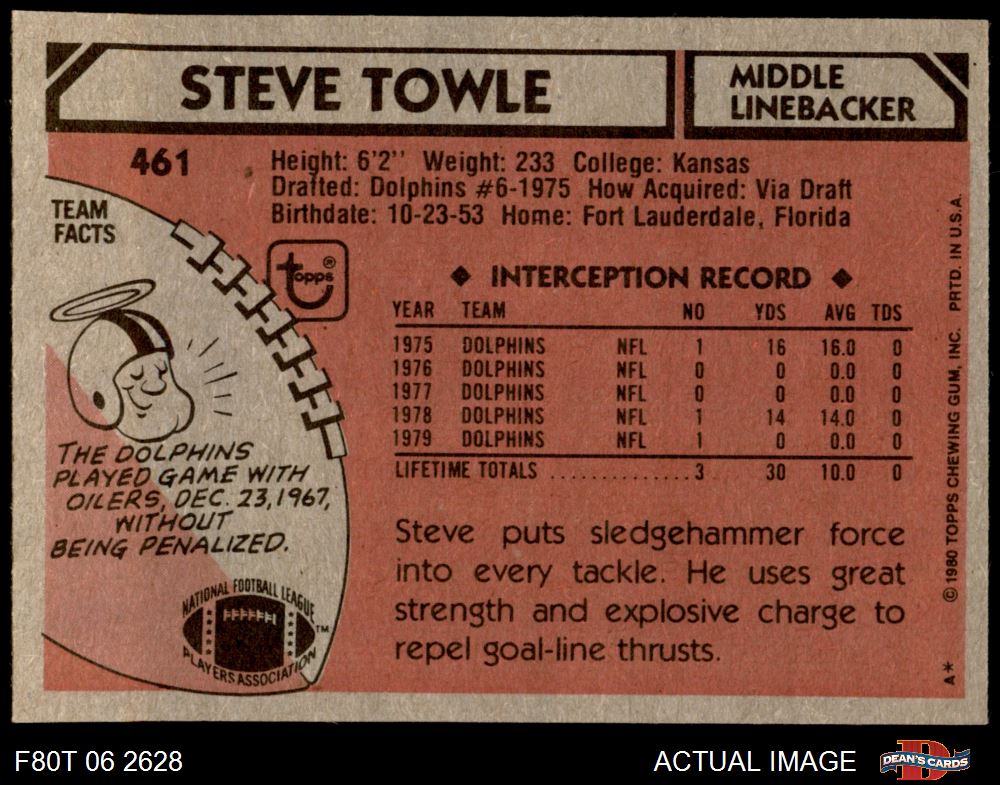 STEVE TOWLE
MIDDLE
LINEBACKER
461
Height: 6'2'' Weight: 233 College: Kansas
Drafted: Dolphins #6-1975 How Acquired: Via Draft
Birthdate: 10-23-53 Home: Fort Lauderdale, Florida
TEAM
FACTS
topps ®
◆ INTERCEPTION RECORD ◆
YEAR TEAM NO YDS AVG TDS
1975 DOLPHINS NFL 1 16 16.0 0
1976 DOLPHINS NFL 0 0 0.0 0
1977 DOLPHINS NFL 0 0 0.0 0
1978 DOLPHINS NFL 1 14 14.0 0
1979 DOLPHINS NFL 1 0 0.0 0
LIFETIME TOTALS .............. 3 30 10.0 0
THE DOLPHINS
PLAYED GAME WITH
OILERS, DEC. 23, 1967,
WITHOUT
BEING PENALIZED.
Steve puts sledgehammer force
into every tackle. He uses great
strength and explosive charge to
repel goal-line thrusts.
NATIONAL FOOTBALL LEAGUE
PLAYERS ASSOCIATION
TM
A* © 1980 TOPPS CHEWING GUM, INC. PRTD. IN U.S.A.
F80T 06 2628
ACTUAL IMAGE
D
DEAN'S CARDS